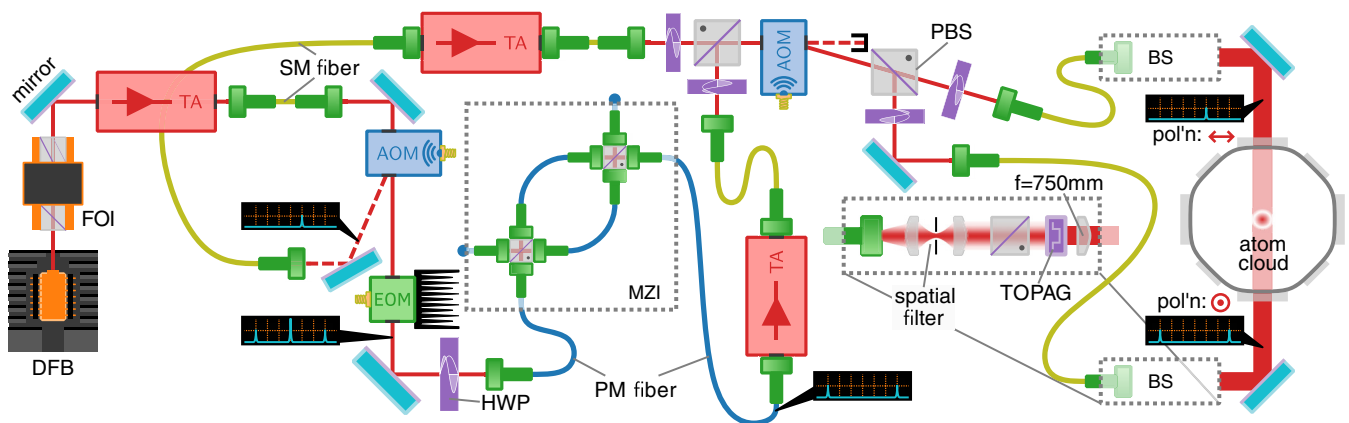 mirror
TA
SM fiber
TA
AOM
PBS
BS
pol'n:
FOI
AOM
f=750mm
atom
cloud
TA
EOM
MZI
spatial
filter
TOPAG
pol'n:
DFB
HWP
PM fiber
BS